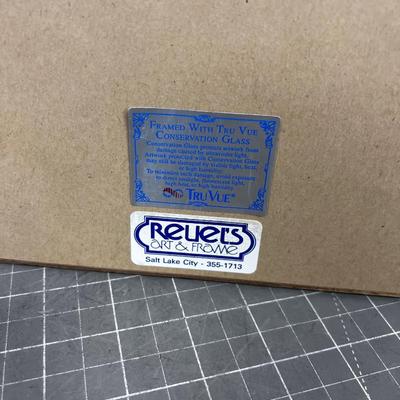 FRAMED WITH TRU VUE
CONSERVATION GLASS
Conservation Glass protects artwork from
damage caused by ultraviolet light.
Artwork protected with Conservation Glass
may still be damaged by visible light, heat,
or high humidity.
To minimize such damage, avoid exposure
to direct sunlight, fluorescent light,
high heat, or high humidity.
TRU VUE®
REUEL'S
ART & FRAME
Salt Lake City - 355-1713